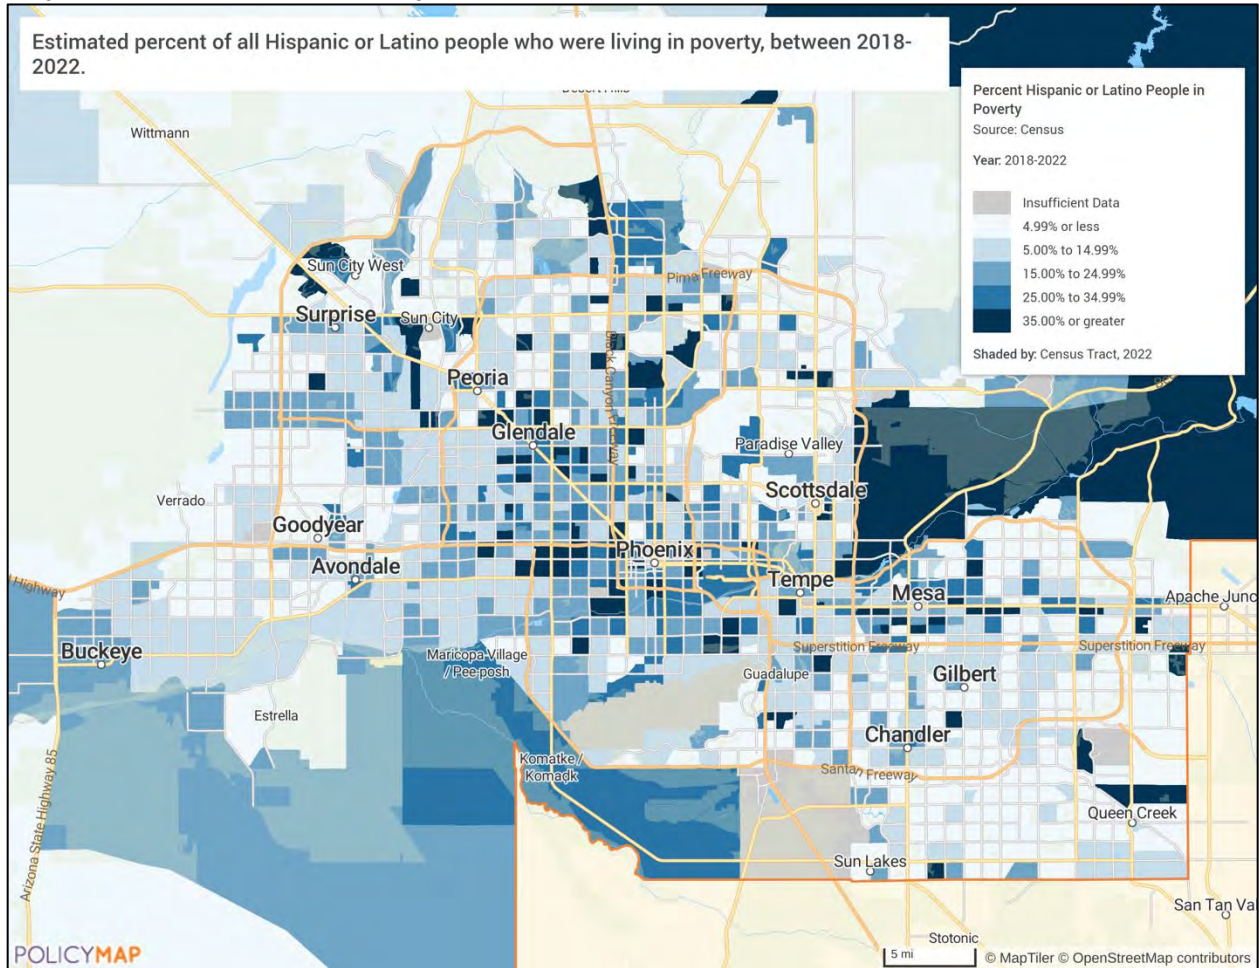 Estimated percent of all Hispanic or Latino people who were living in poverty, between 2018-
2022.
Percent Hispanic or Latino People in
Poverty
Source: Census
Year: 2018-2022
Insufficient Data
4.99% or less
5.00% to 14.99%
15.00% to 24.99%
25.00% to 34.99%
35.00% or greater
Shaded by: Census Tract, 2022
Wittmann
Sun City West
Pima Freeway
Surprise
Sun City
Black Canyon Freeway
Peoria
Glendale
Paradise Valley
Scottsdale
Verrado
Goodyear
Phoenix
Avondale
Tempe
Highway
Mesa
Apache Junc
Buckeye
Maricopa Village
/ Pee-posh
Superstition Freeway
Superstition Freeway
Guadalupe
Gilbert
Estrella
Chandler
Komatke /
Komaḍk
Santan Freeway
Arizona State Highway 85
Queen Creek
Sun Lakes
San Tan Va
Stotonic
POLICYMAP
5 mi
© MapTiler © OpenStreetMap contributors